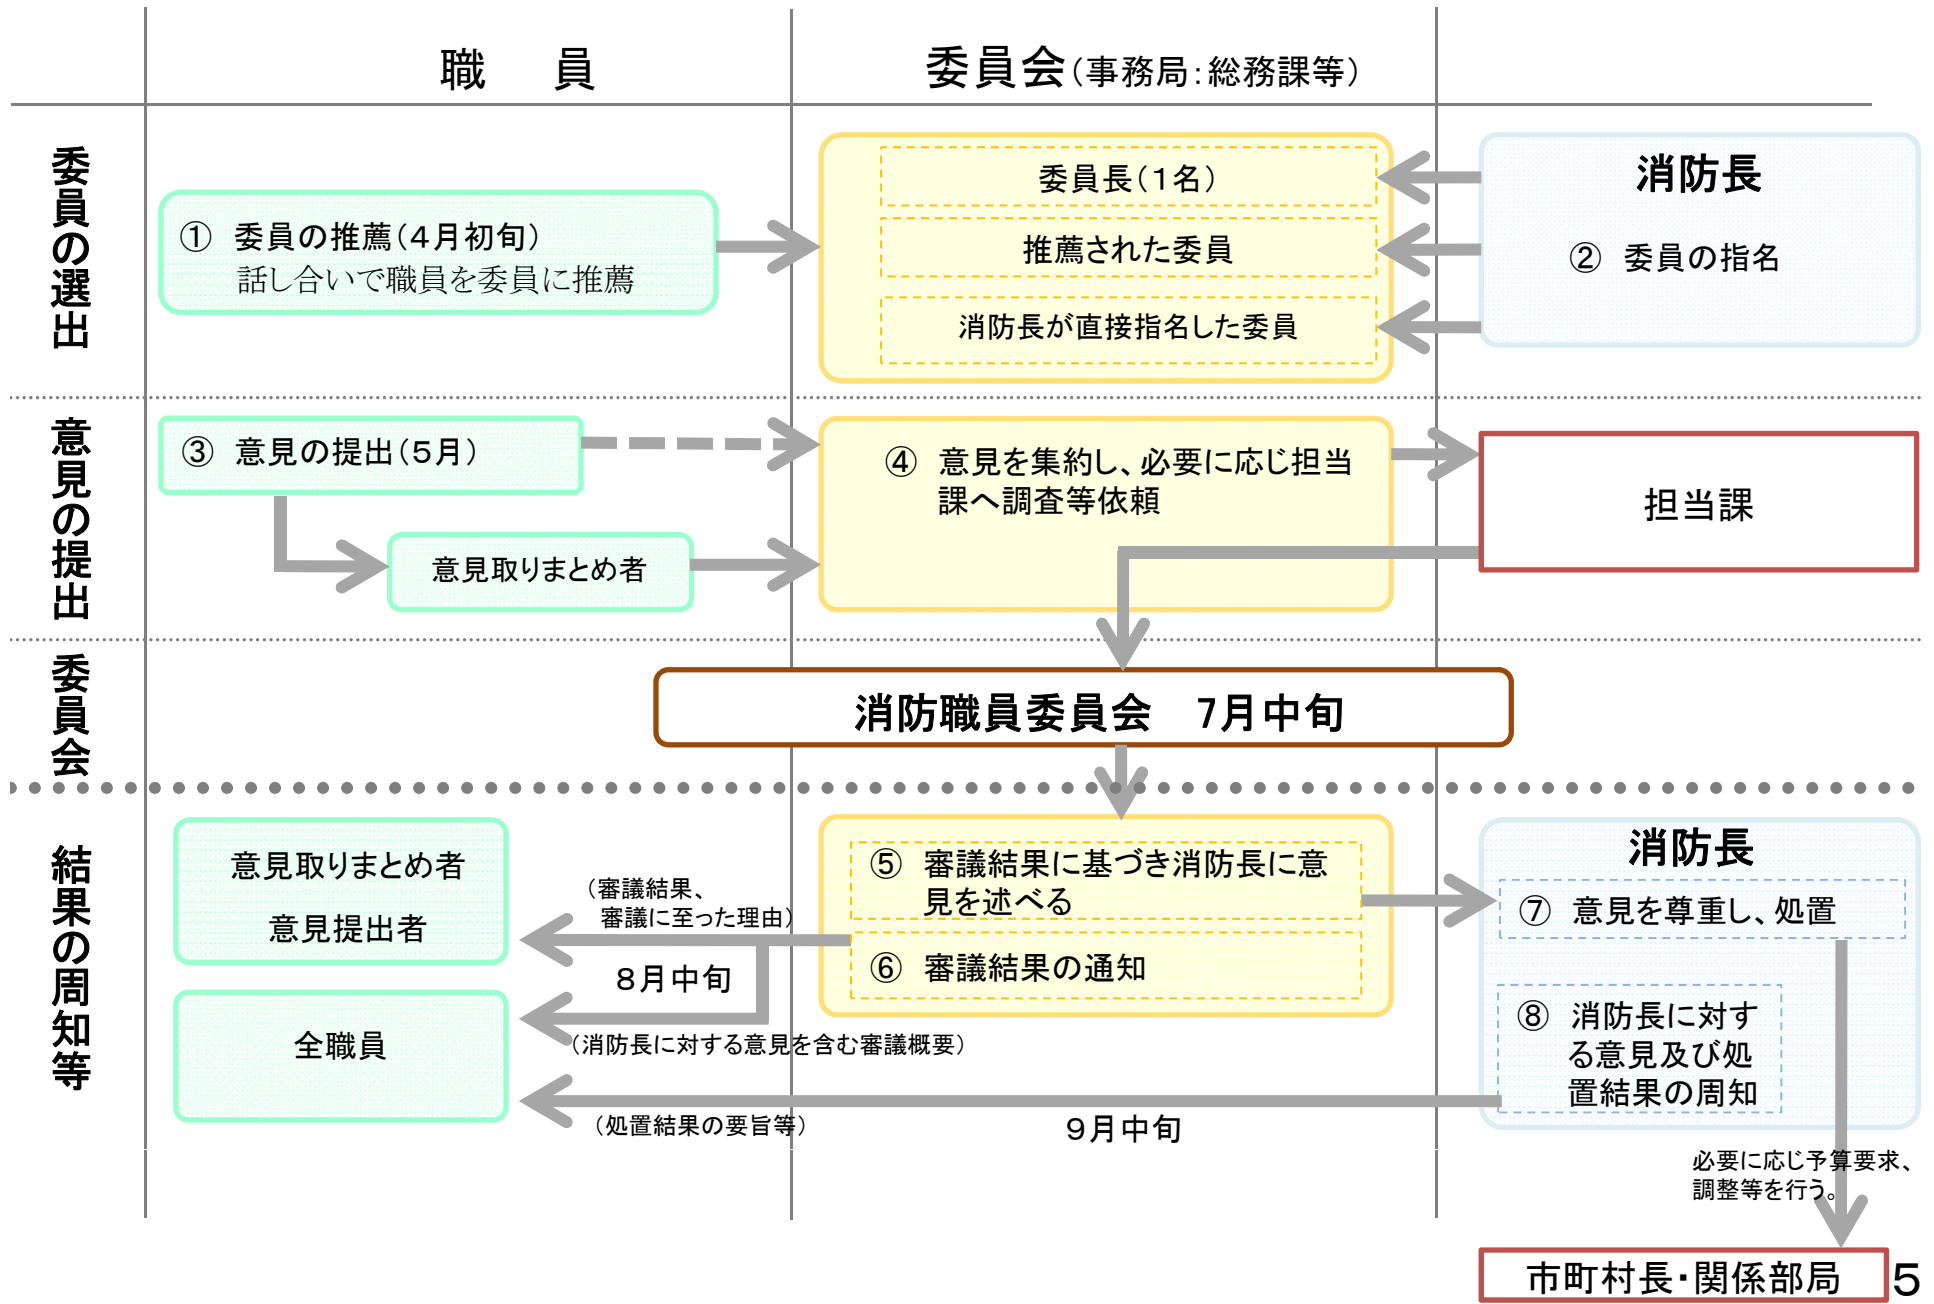 職　員
委員会（事務局：総務課等）
委員の選出
① 委員の推薦（４月初旬）
話し合いで職員を委員に推薦
委員長（１名）
推薦された委員
消防長が直接指名した委員
消防長
② 委員の指名
意見の提出
③ 意見の提出（５月）
意見取りまとめ者
④ 意見を集約し、必要に応じ担当
課へ調査等依頼
担当課
委員会
消防職員委員会　7月中旬
結果の周知等
意見取りまとめ者
意見提出者
全職員
（審議結果、
審議に至った理由）
８月中旬
（消防長に対する意見を含む審議概要）
（処置結果の要旨等）
９月中旬
⑤ 審議結果に基づき消防長に意
見を述べる
⑥ 審議結果の通知
消防長
⑦ 意見を尊重し、処置
⑧ 消防長に対す
る意見及び処
置結果の周知
必要に応じ予算要求、
調整等を行う。
市町村長・関係部局
5